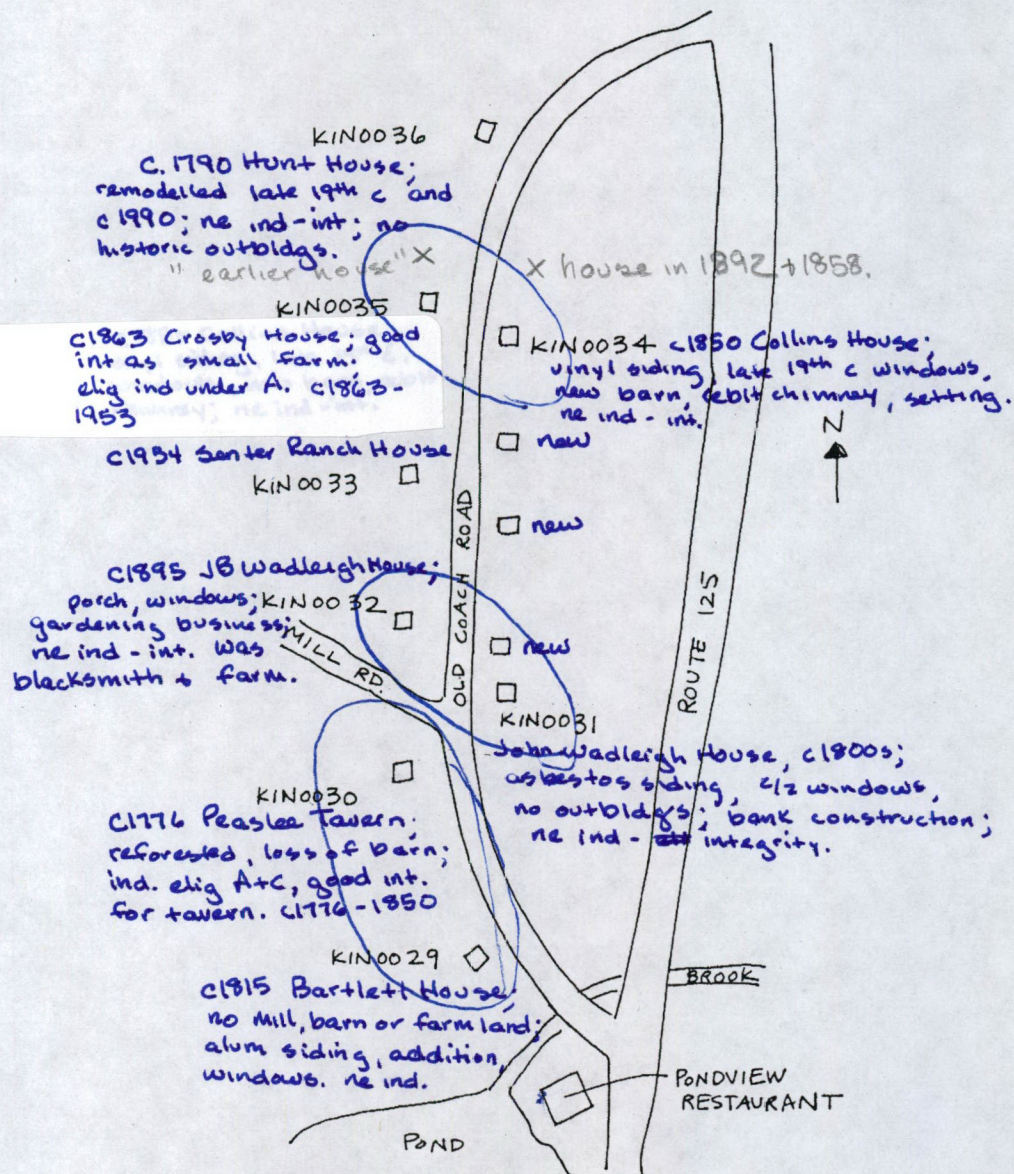 KIN0036
C. 1790 Hunt House;
remodelled late 19th c and
c 1990; ne ind - int; no
historic outbldgs.
"earlier house" X
X house in 1892 + 1858.
KIN0035
C1863 Crosby House; good
int as small farm.
elig ind under A. C1863-
1953
KIN0034 C1850 Collins House;
vinyl siding, late 19th c windows,
new barn, rebit chimney, setting.
ne ind - int.
N
new
C1954 Senter Ranch House
KIN0033
new
OLD COACH ROAD
ROUTE 125
C1895 JB Wadleigh House;
porch, windows; KIN0032
gardening business;
ne ind - int. was
blacksmith + farm.
MILL RD.
new
KIN0031
John Wadleigh House, C1800s;
asbestos siding, 2/2 windows,
no outbldgs; bank construction;
ne ind - integrity.
KIN0030
C1776 Peaslee Tavern;
reforested, loss of barn;
ind. elig A+C, good int.
for tavern. C1776-1850
KIN0029
C1815 Bartlett House,
no mill, barn or farm land;
alum siding, addition,
windows. ne ind.
BROOK
PONDVIEW
RESTAURANT
POND